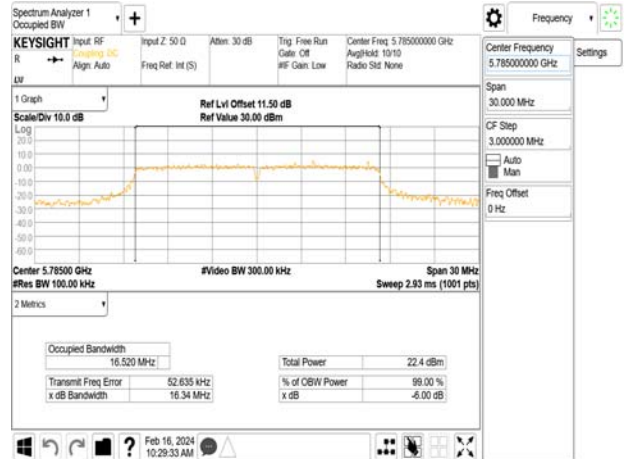 Spectrum Analyzer 1
Occupied BW
+
Frequency
KEYSIGHT
R
Input: RF
Coupling: DC
Align: Auto
Input Z: 50 Ω
Freq Ref: Int (S)
Atten: 30 dB
Trig: Free Run
Gate: Off
#IF Gain: Low
Center Freq: 5.785000000 GHz
Avg|Hold: 10/10
Radio Std: None
1 Graph
Scale/Div 10.0 dB
Ref Lvl Offset 11.50 dB
Ref Value 30.00 dBm
Log
20.0
10.0
0.00
-10.0
-20.0
-30.0
-40.0
-50.0
-60.0
Center 5.78500 GHz
#Res BW 100.00 kHz
#Video BW 300.00 kHz
Span 30 MHz
Sweep 2.93 ms (1001 pts)
2 Metrics
Occupied Bandwidth
16.520 MHz
Transmit Freq Error 52.635 kHz
x dB Bandwidth 16.34 MHz
Total Power 22.4 dBm
% of OBW Power 99.00 %
x dB -6.00 dB
Feb 16, 2024
10:29:33 AM
?
Center Frequency
5.785000000 GHz
Span
30.000 MHz
CF Step
3.000000 MHz
Auto
Man
Freq Offset
0 Hz
Settings